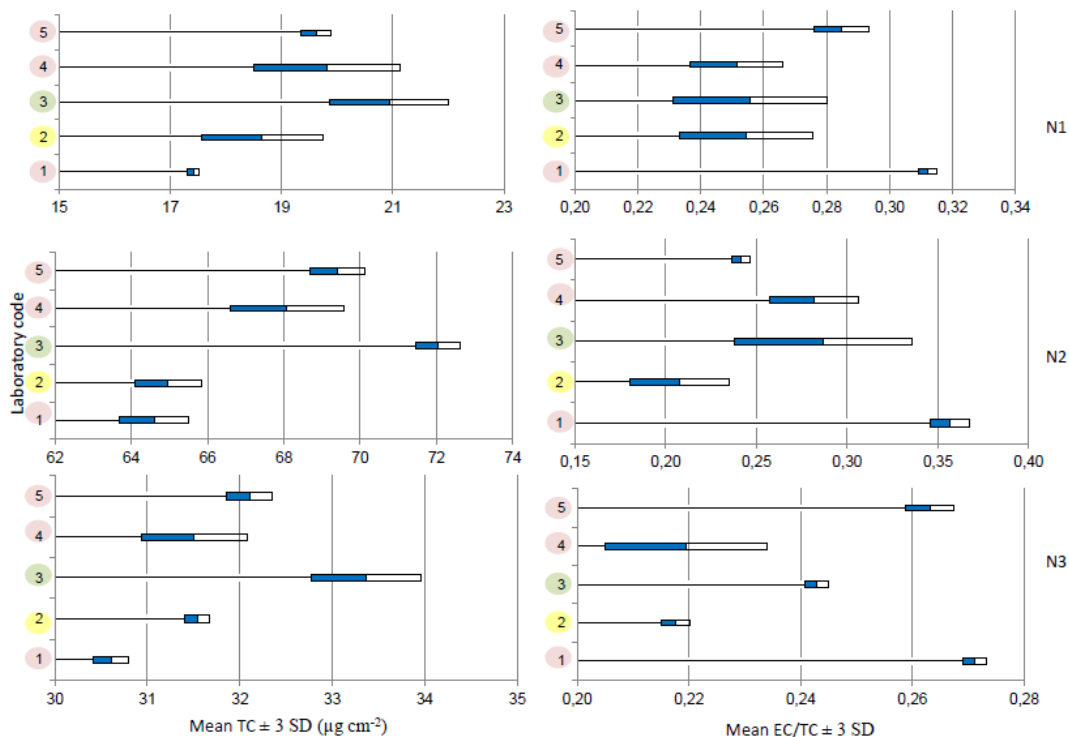 5
4
3
2
1
15 17 19 21 23
5
4
3
2
1
0,20 0,22 0,24 0,26 0,28 0,30 0,32 0,34
N1
Laboratory code
5
4
3
2
1
62 64 66 68 70 72 74
5
4
3
2
1
0,15 0,20 0,25 0,30 0,35 0,40
N2
5
4
3
2
1
30 31 32 33 34 35
Mean TC ± 3 SD (µg cm⁻²)
5
4
3
2
1
0,20 0,22 0,24 0,26 0,28
Mean EC/TC ± 3 SD
N3